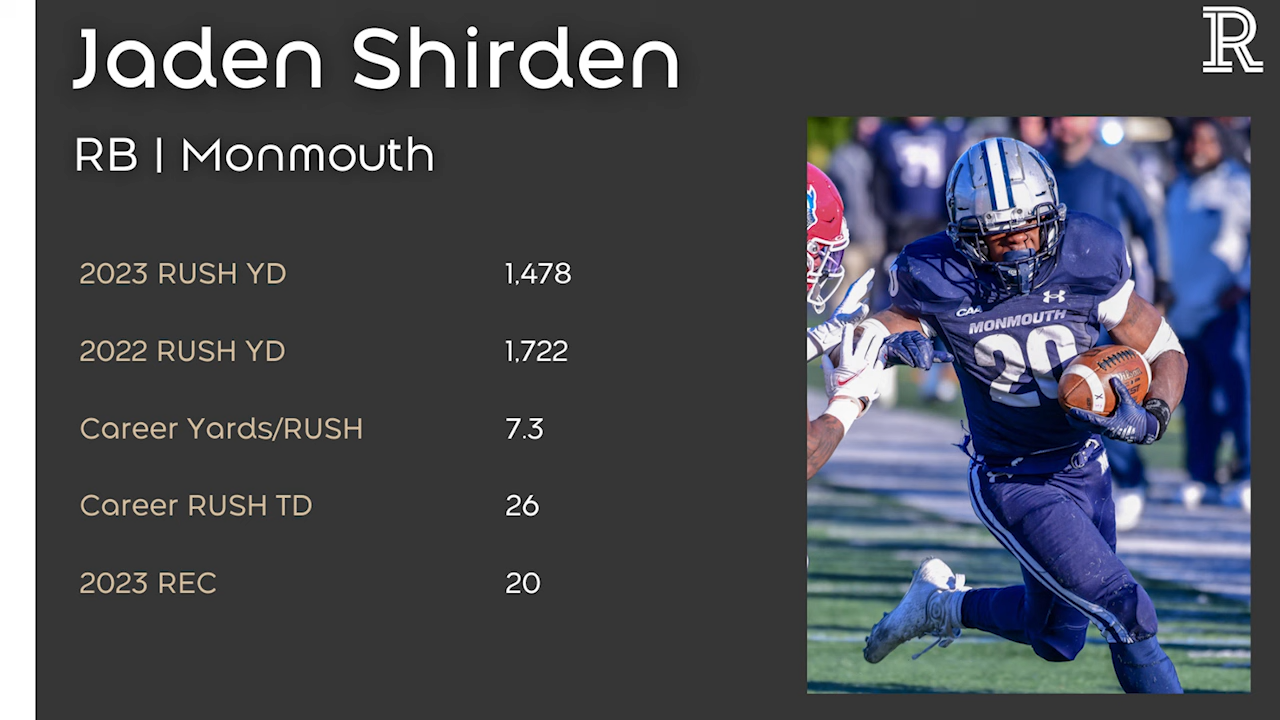 Jaden Shirden
R
RB | Monmouth
2023 RUSH YD 1,478
2022 RUSH YD 1,722
Career Yards/RUSH 7.3
Career RUSH TD 26
2023 REC 20
CAA
MONMOUTH
20